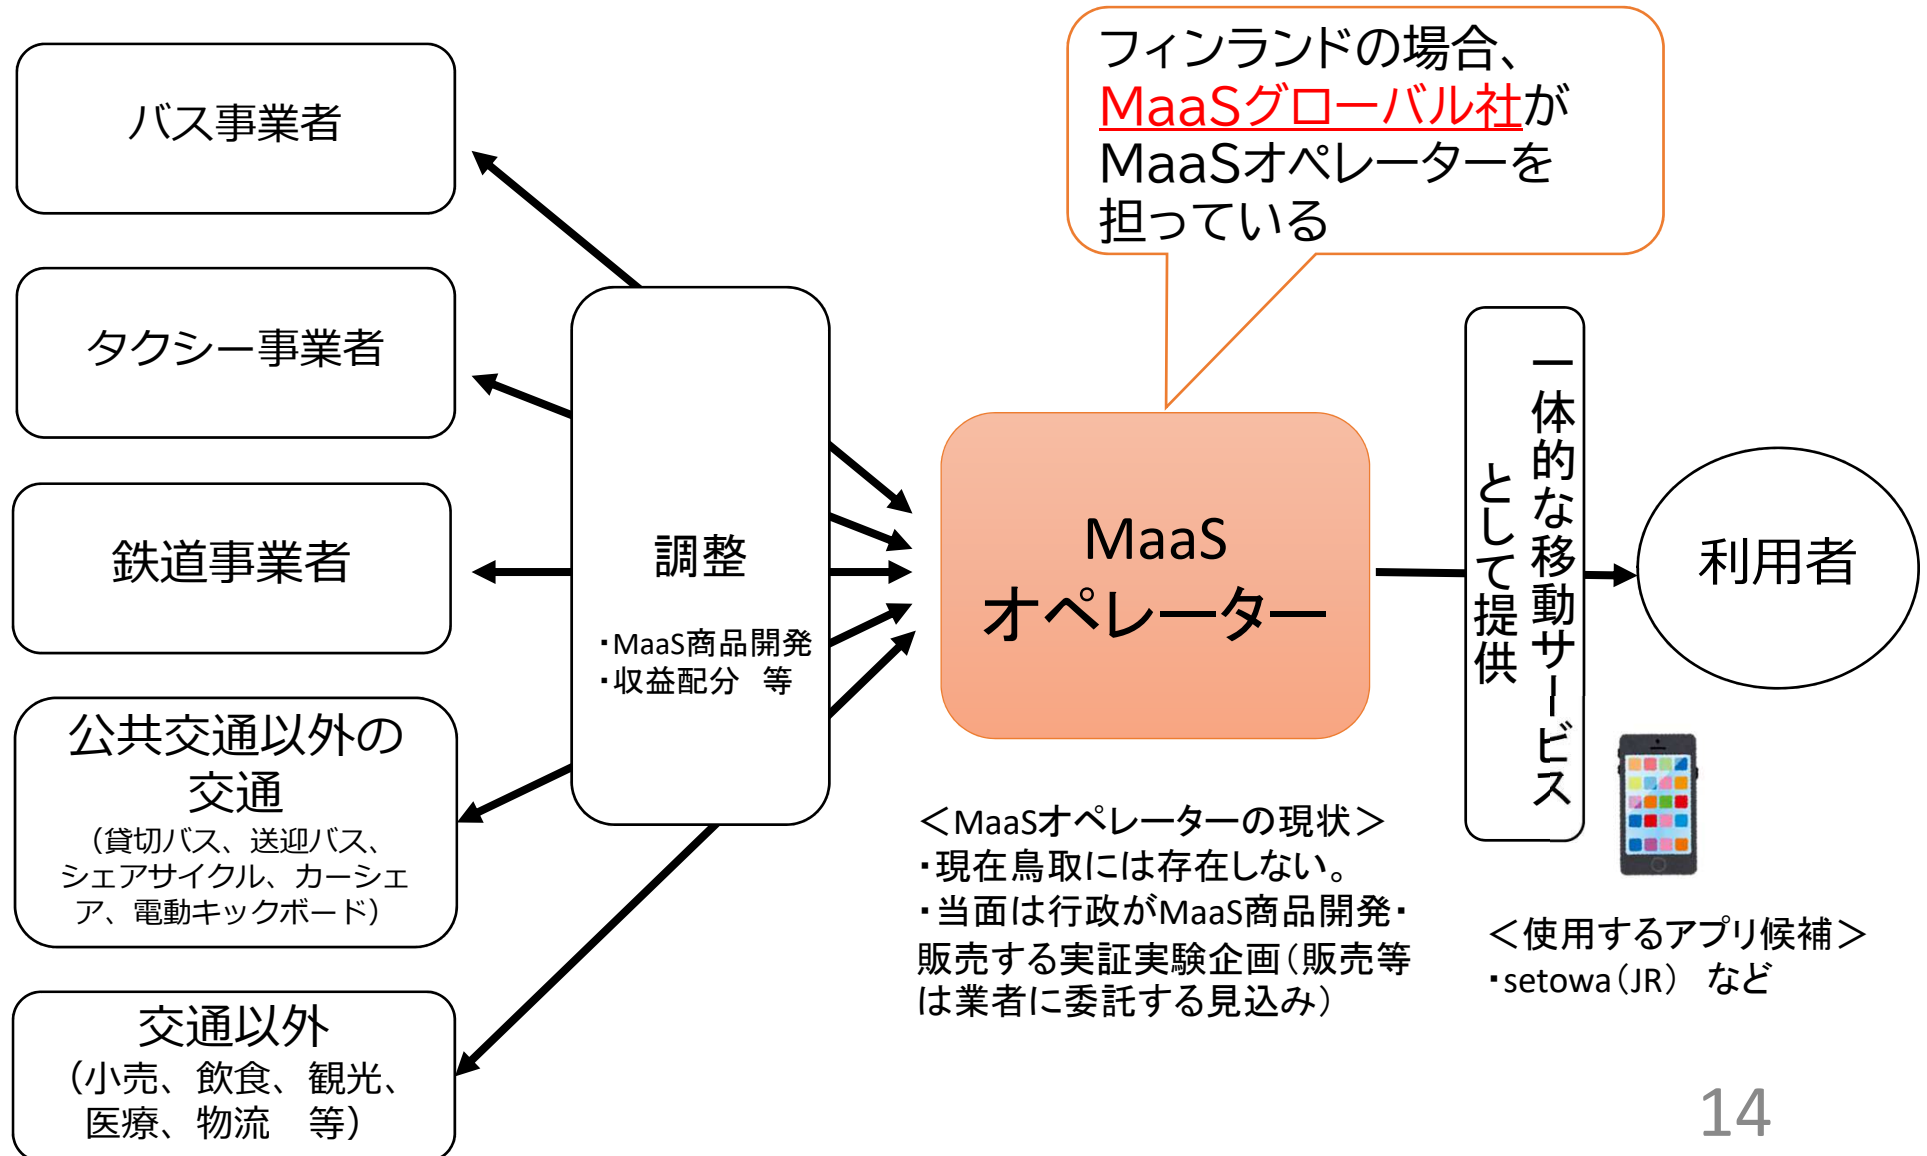 バス事業者
タクシー事業者
鉄道事業者
公共交通以外の
交通
（貸切バス、送迎バス、
シェアサイクル、カーシェ
ア、電動キックボード）
交通以外
（小売、飲食、観光、
医療、物流　等）
調整
・MaaS商品開発
・収益配分　等
フィンランドの場合、
MaaSグローバル社が
MaaSオペレーターを
担っている
MaaS
オペレーター
＜MaaSオペレーターの現状＞
・現在鳥取には存在しない。
・当面は行政がMaaS商品開発・
販売する実証実験企画（販売等
は業者に委託する見込み）
一体的な移動サービス
として提供
利用者
＜使用するアプリ候補＞
・setowa（JR）　など
14